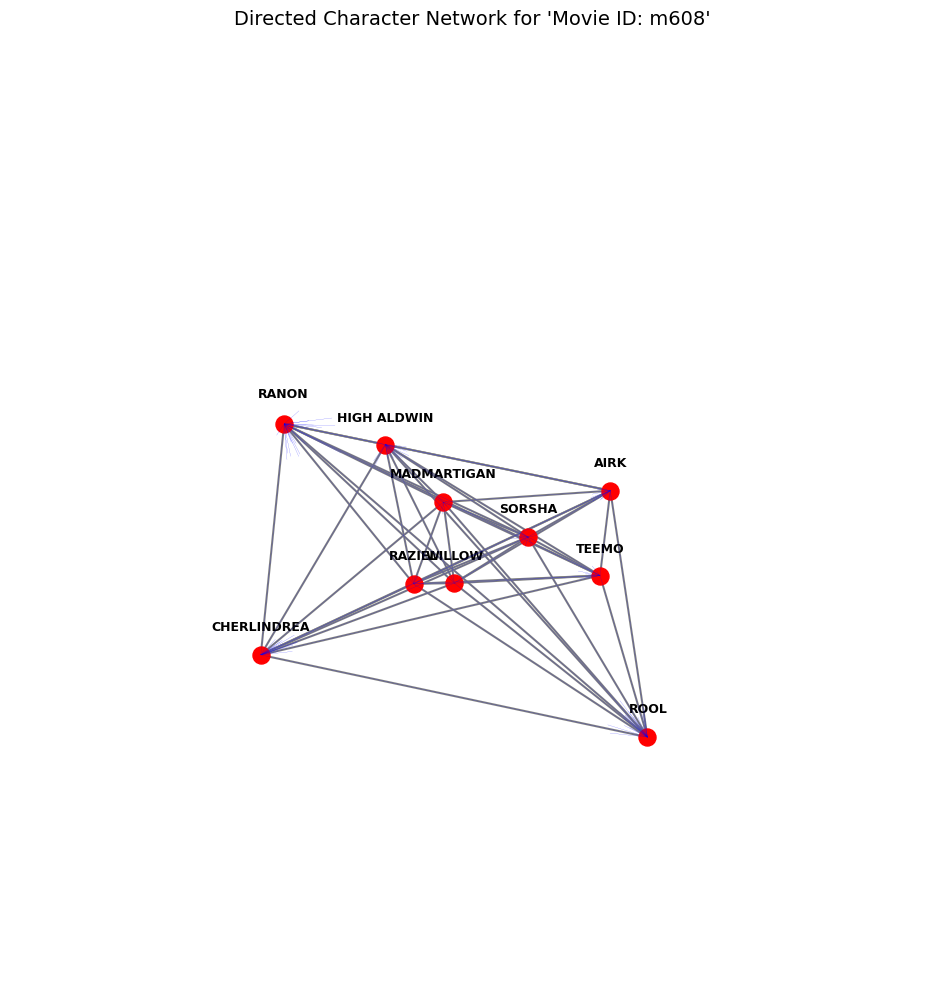 Directed Character Network for 'Movie ID: m608'
RANON
HIGH ALDWIN
AIRK
MADMARTIGAN
SORSHA
TEEMO
RAZIEL
WILLOW
CHERLINDREA
ROOL